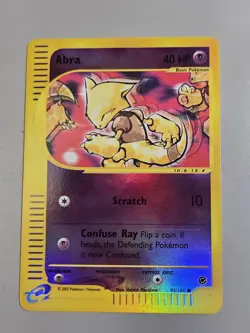 Abra 40 HP
Basic Pokémon
Scratch 10
Confuse Ray Flip a coin. If
heads, the Defending Pokémon
is now Confused.
weakness resistance retreat cost
e